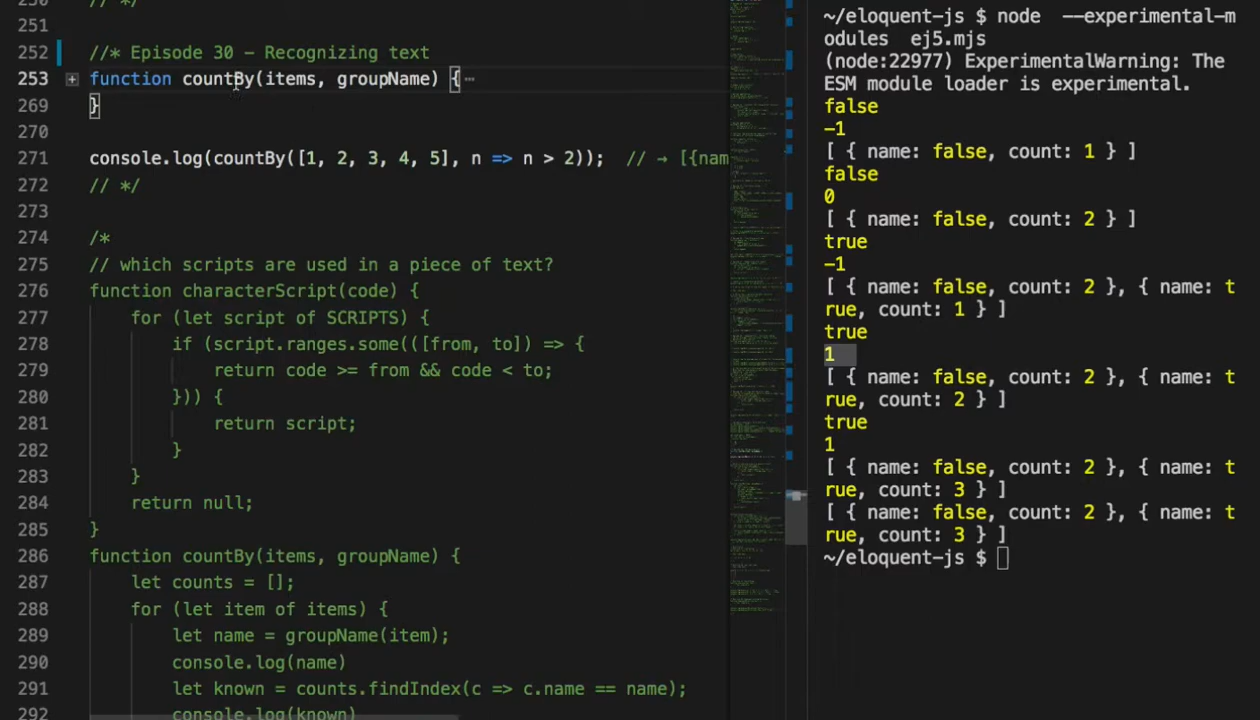 250 // */
251
252 //* Episode 30 – Recognizing text
253 function countBy(items, groupName) {
269 }
270
271 console.log(countBy([1, 2, 3, 4, 5], n => n > 2)); // → [{nam
272 // */
273
274 /*
275 // which scripts are used in a piece of text?
276 function characterScript(code) {
277 for (let script of SCRIPTS) {
278 if (script.ranges.some(([from, to]) => {
279 return code >= from && code < to;
280 })) {
281 return script;
282 }
283 }
284 return null;
285 }
286 function countBy(items, groupName) {
287 let counts = [];
288 for (let item of items) {
289 let name = groupName(item);
290 console.log(name)
291 let known = counts.findIndex(c => c.name == name);
292 console.log(known)
~/eloquent-js $ node --experimental-m
odules ej5.mjs
(node:22977) ExperimentalWarning: The
ESM module loader is experimental.
false
-1
[ { name: false, count: 1 } ]
false
0
[ { name: false, count: 2 } ]
true
-1
[ { name: false, count: 2 }, { name: t
rue, count: 1 } ]
true
1
[ { name: false, count: 2 }, { name: t
rue, count: 2 } ]
true
1
[ { name: false, count: 2 }, { name: t
rue, count: 3 } ]
[ { name: false, count: 2 }, { name: t
rue, count: 3 } ]
~/eloquent-js $